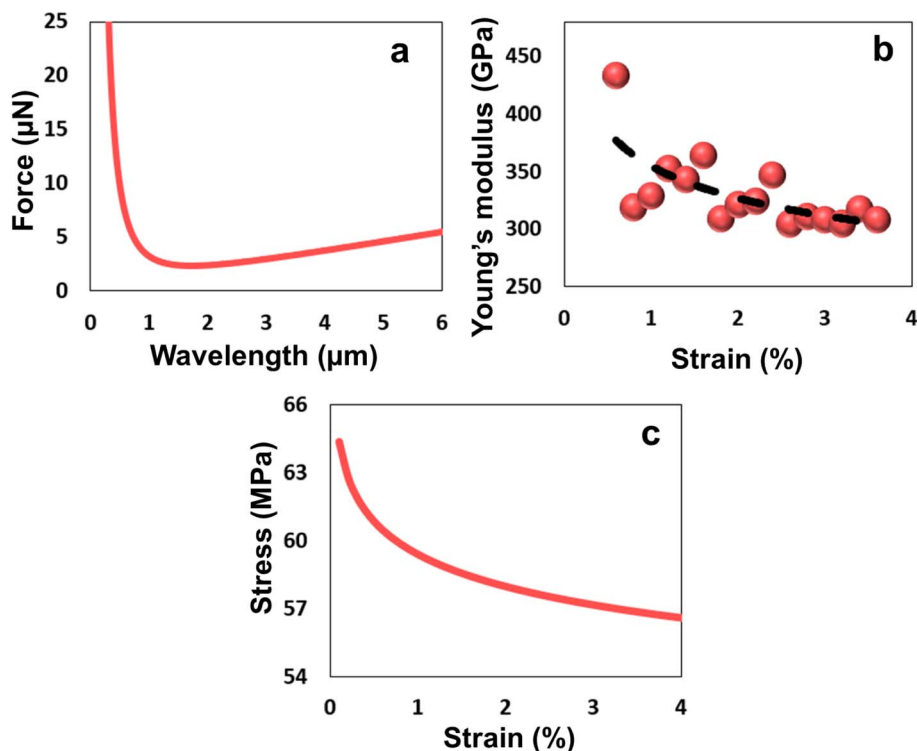 a
Force (µN)
25
20
15
10
5
0
0 1 2 3 4 5 6
Wavelength (µm)
b
Young's modulus (GPa)
450
400
350
300
250
0 1 2 3 4
Strain (%)
c
Stress (MPa)
66
63
60
57
54
0 1 2 3 4
Strain (%)